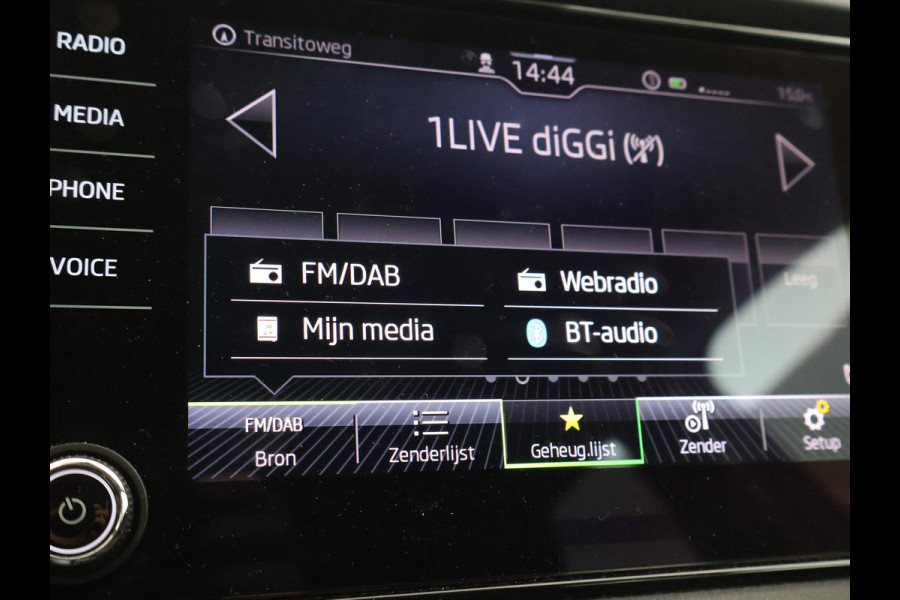 RADIO
MEDIA
PHONE
VOICE
Transitoweg
14:44
1LIVE diGGi
Leeg
FM/DAB
Webradio
Mijn media
BT-audio
FM/DAB
Bron
Zenderlijst
Geheug.lijst
Zender
Setup